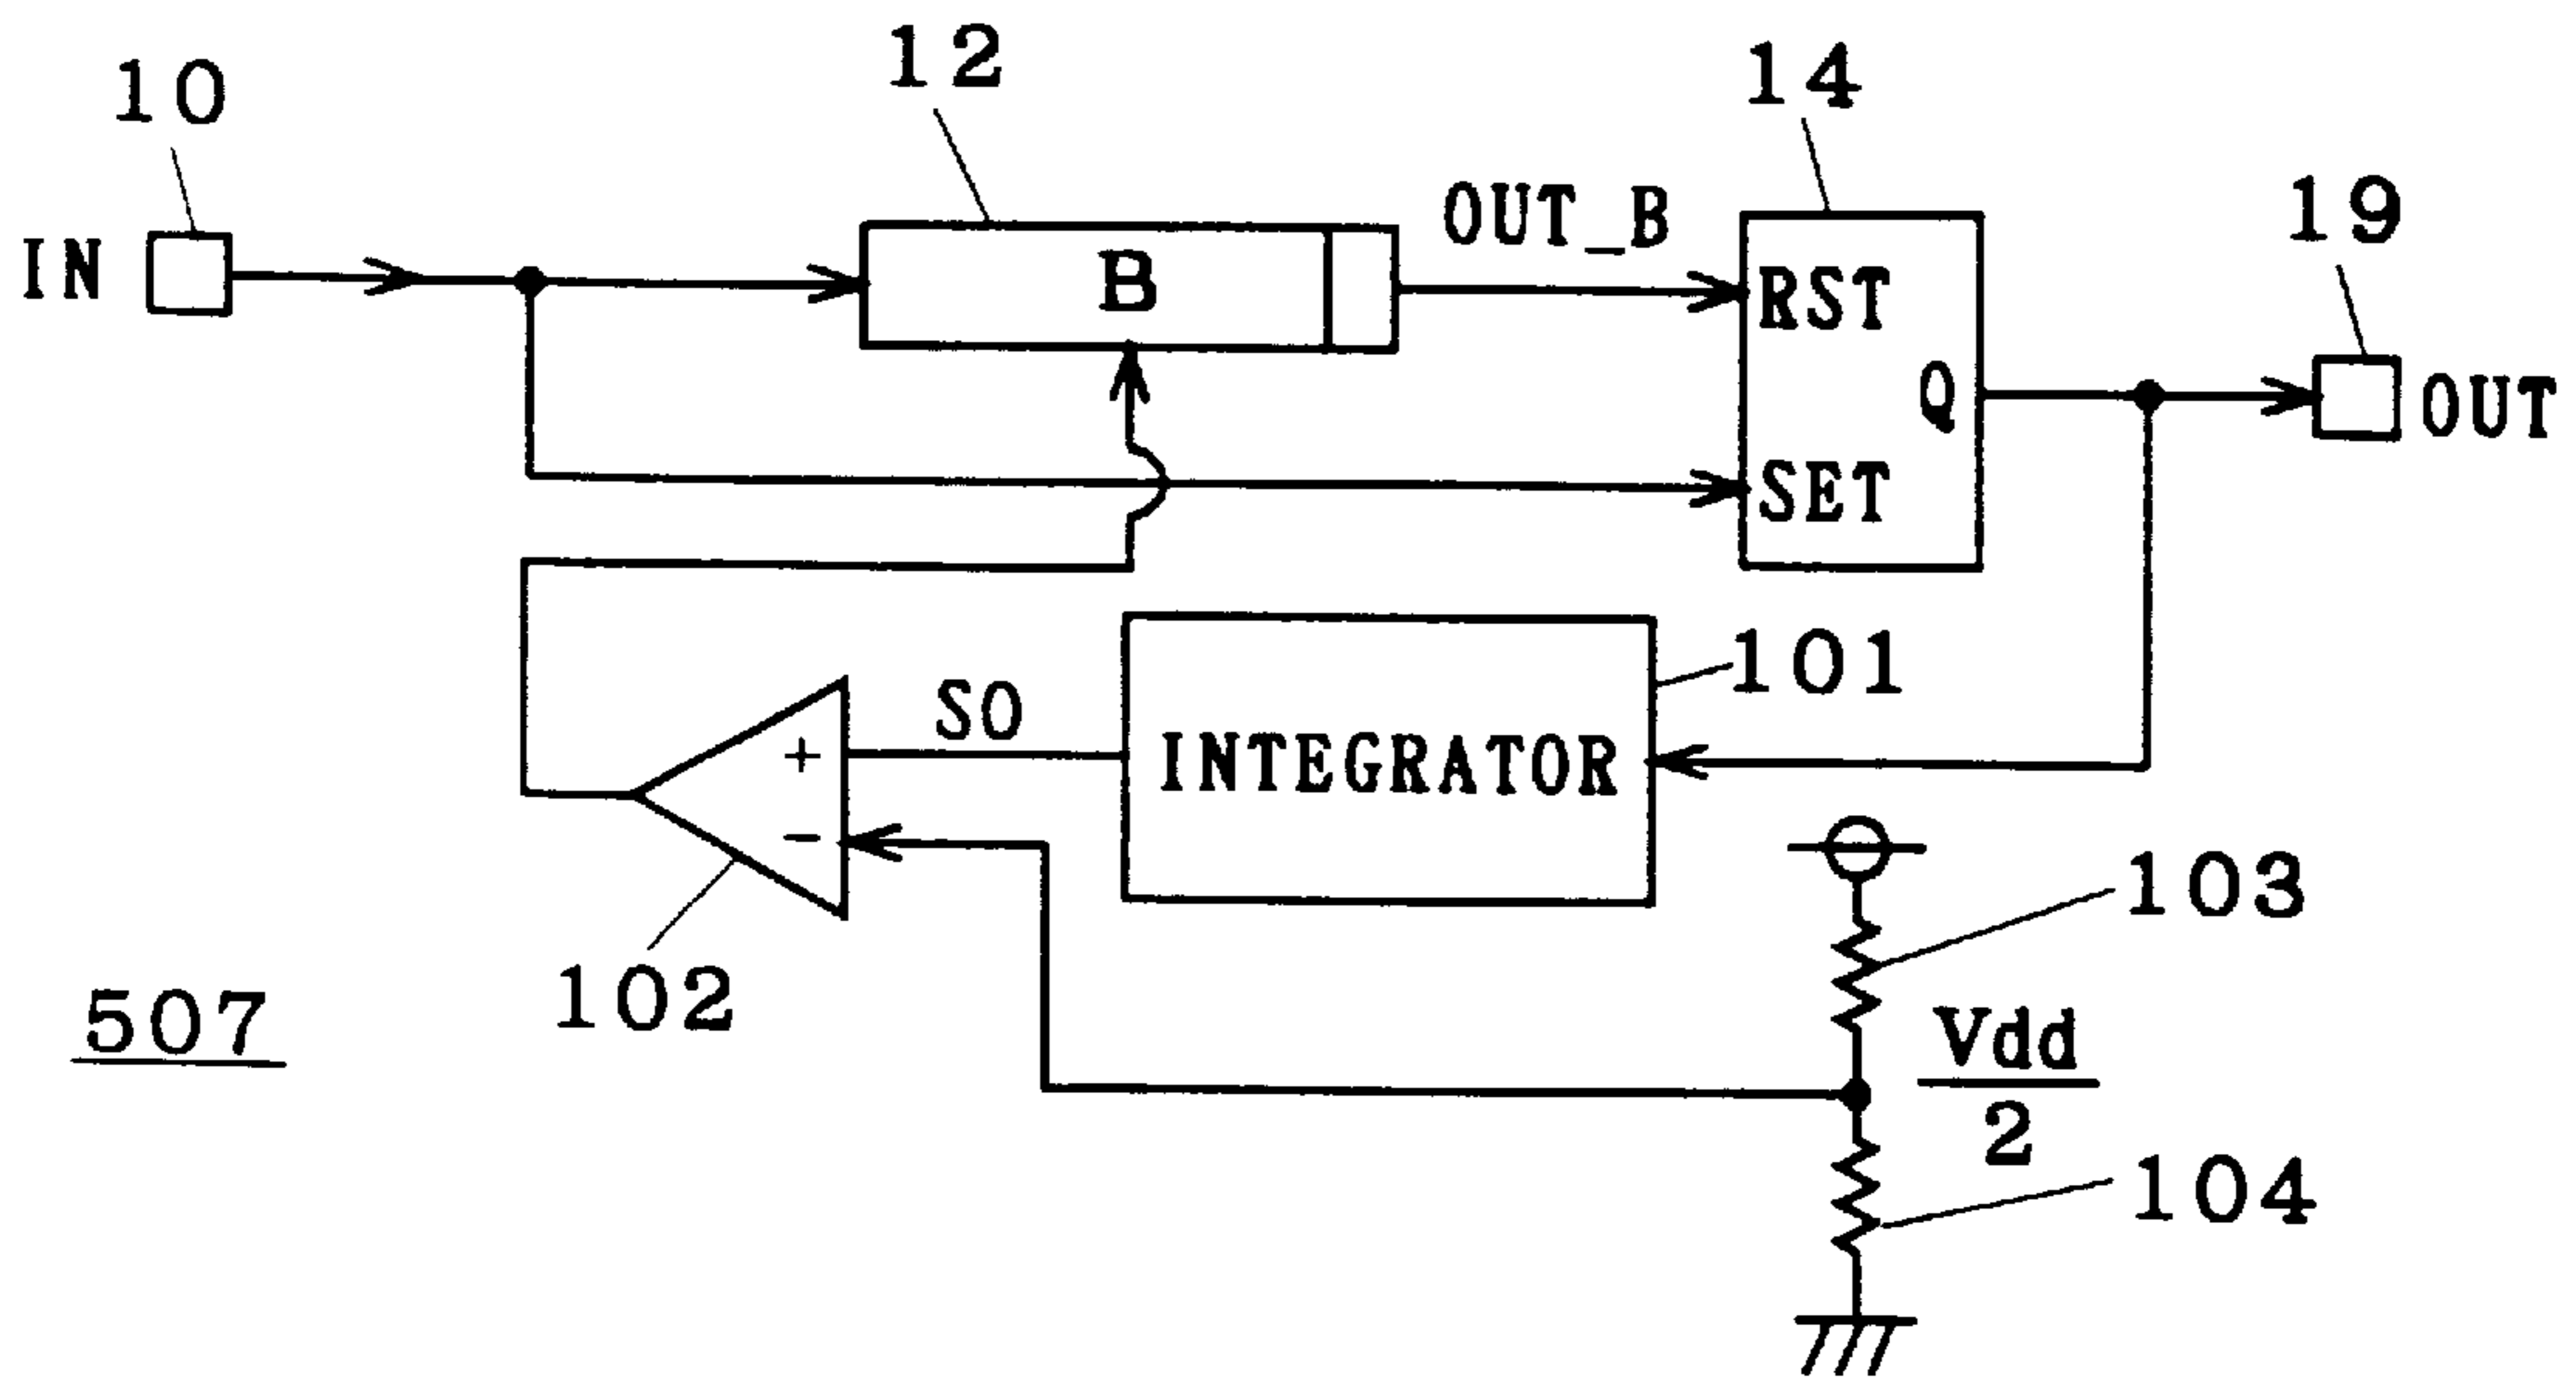 10
12
14
19
IN
B
OUT_B
RST
SET
Q
OUT
101
SO
INTEGRATOR
+
−
102
103
Vdd
2
104
507